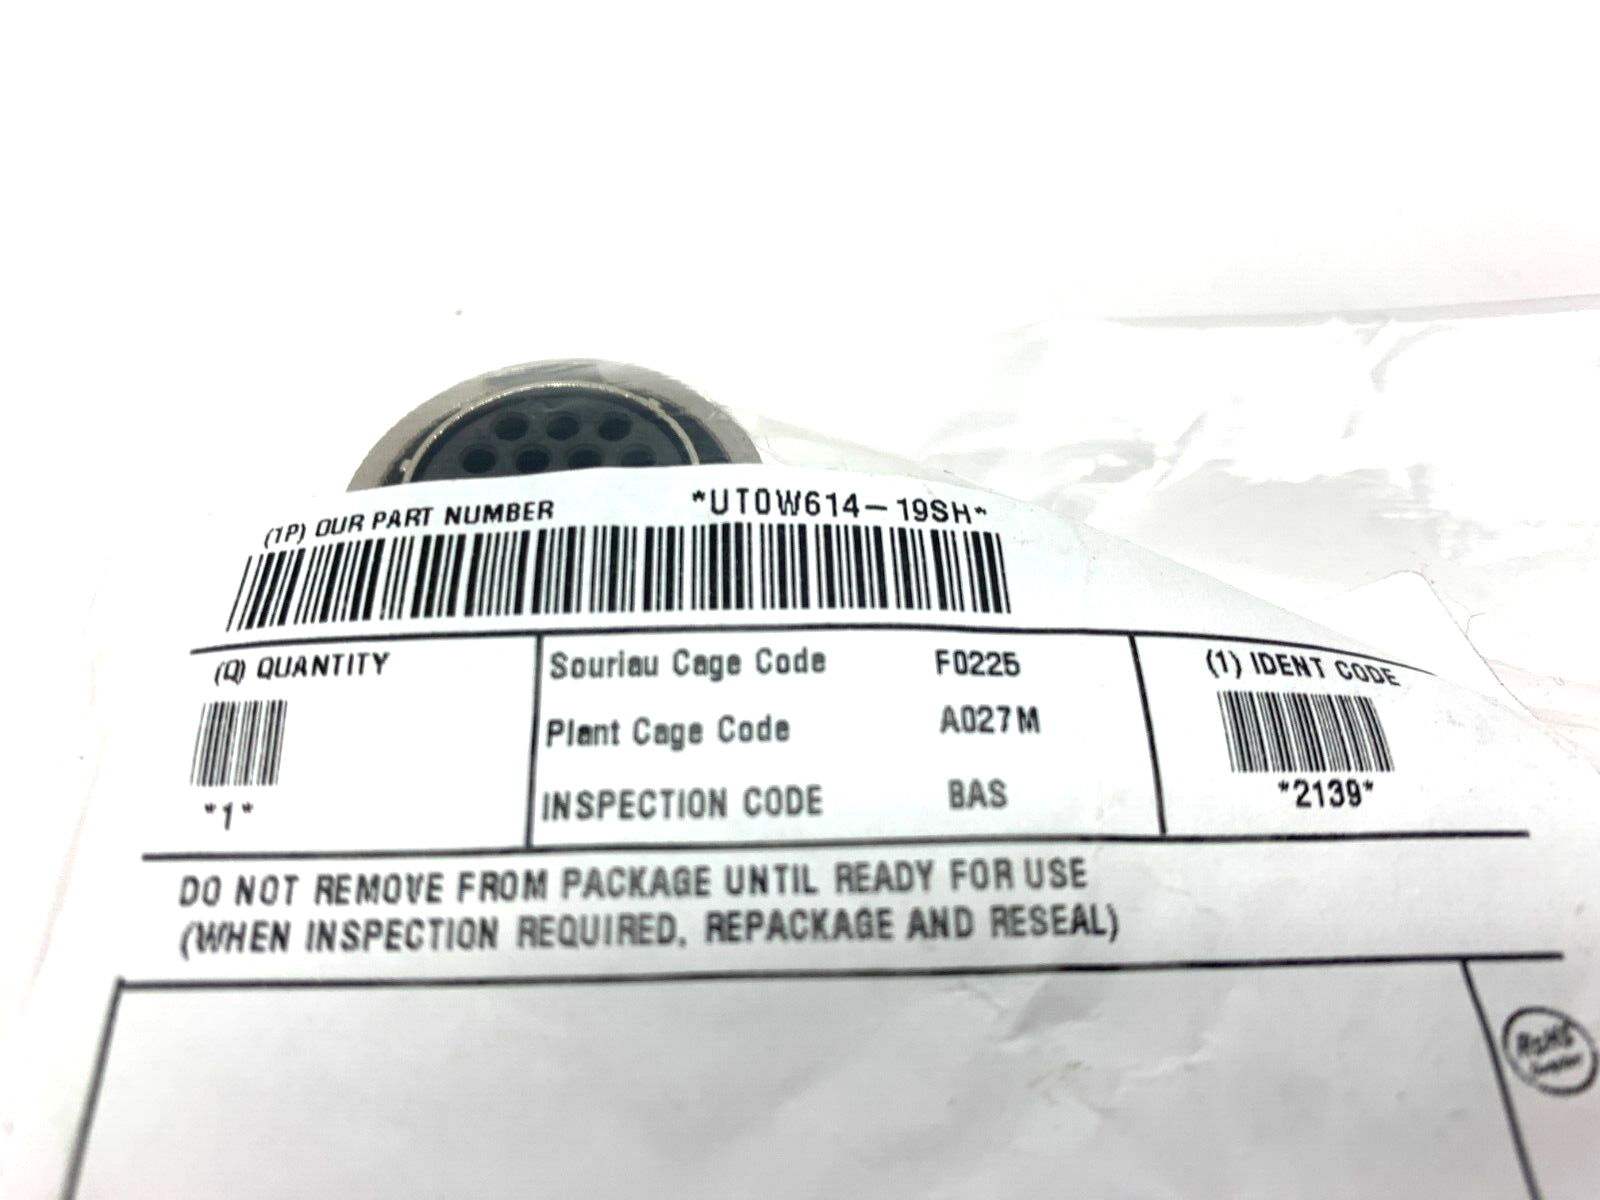 (1P) OUR PART NUMBER *UT0W614-19SH*
(Q) QUANTITY
*1*
Souriau Cage Code F0225
Plant Cage Code A027M
INSPECTION CODE BAS
(1) IDENT CODE
*2139*
DO NOT REMOVE FROM PACKAGE UNTIL READY FOR USE
(WHEN INSPECTION REQUIRED, REPACKAGE AND RESEAL)
RoHS